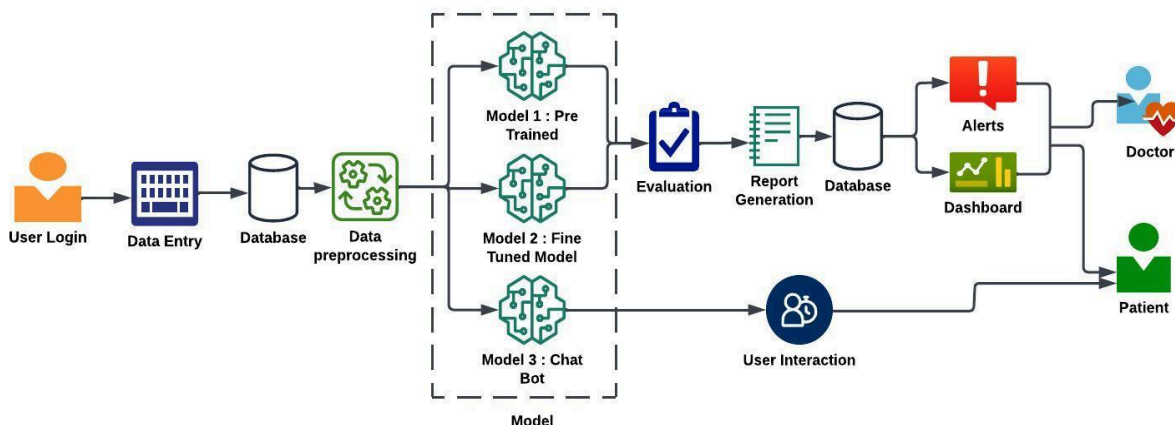 User Login
Data Entry
Database
Data
preprocessing
Model 1 : Pre
Trained
Model 2 : Fine
Tuned Model
Model 3 : Chat
Bot
Model
Evaluation
Report
Generation
Database
Alerts
Dashboard
User Interaction
Doctor
Patient